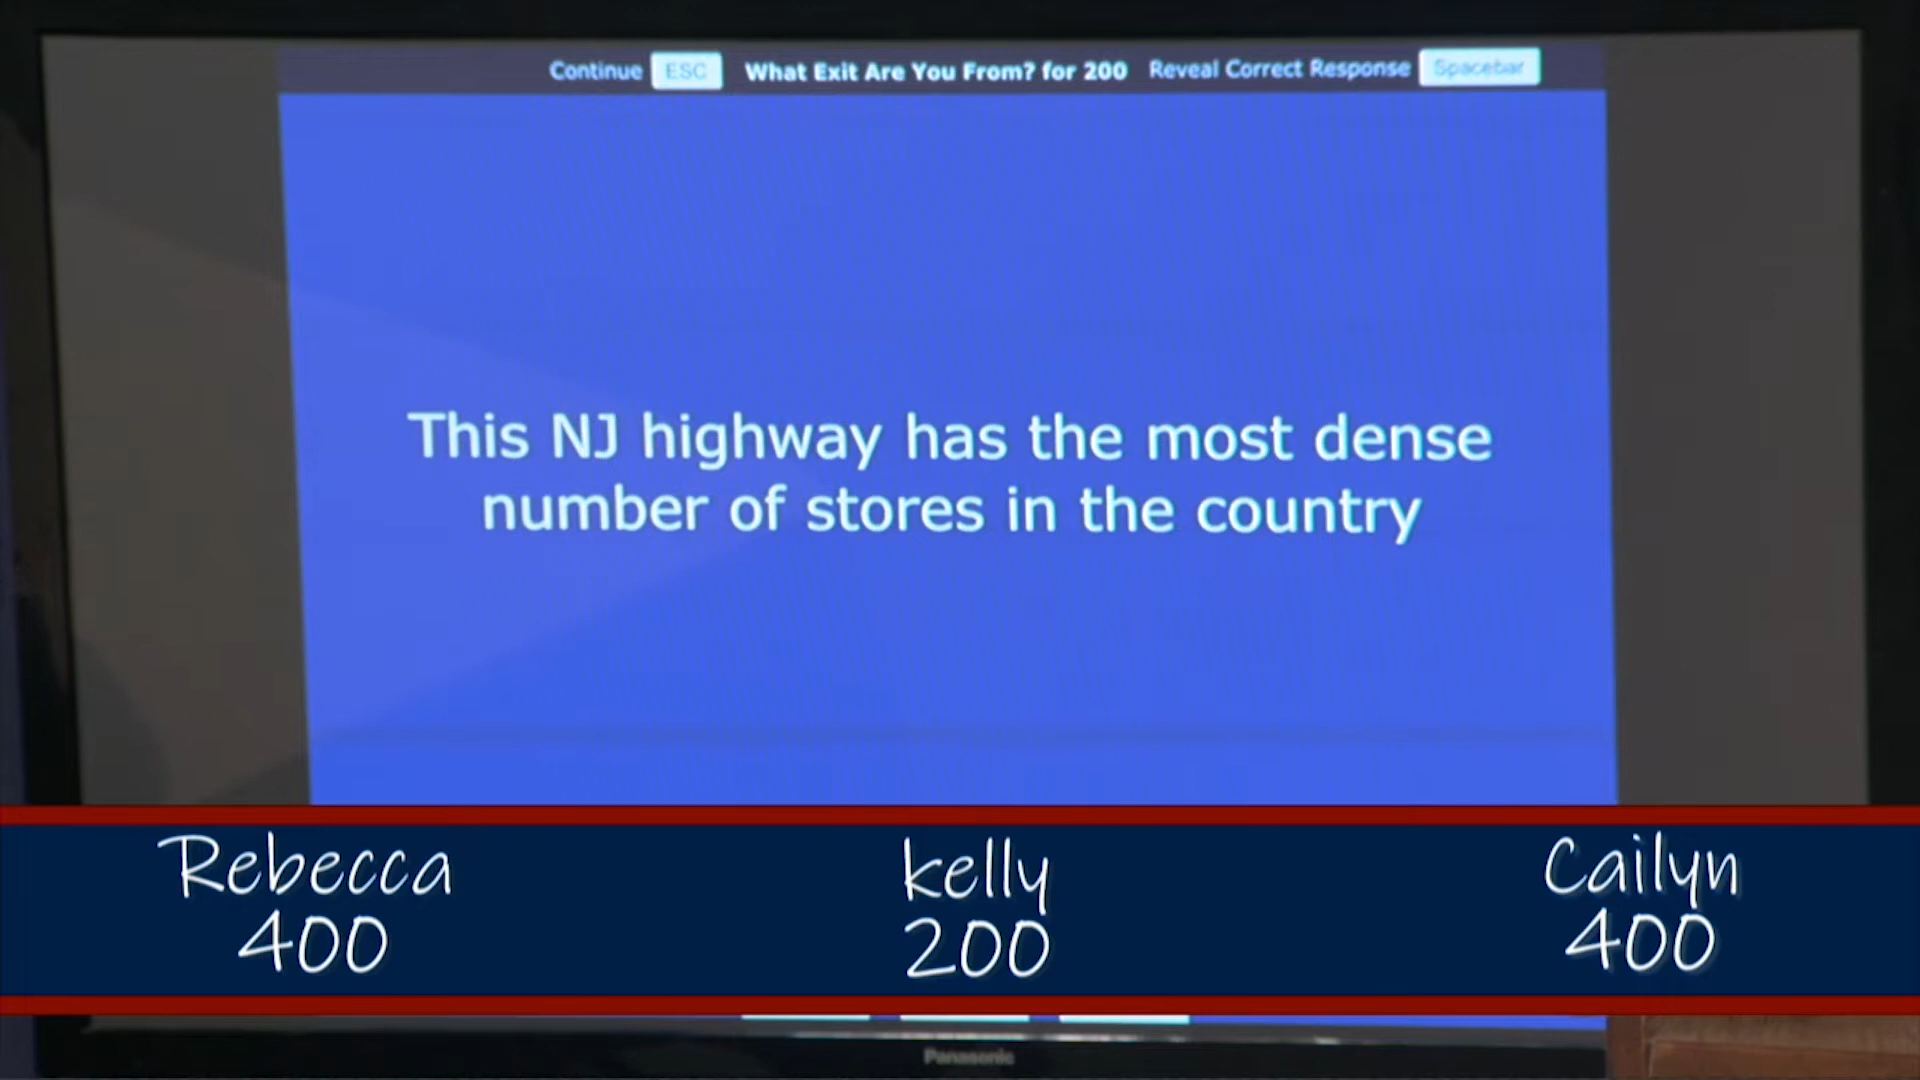 Continue ESC What Exit Are You From? for 200 Reveal Correct Response Spacebar
This NJ highway has the most dense
number of stores in the country
Rebecca kelly Cailyn
400 200 400
Panasonic